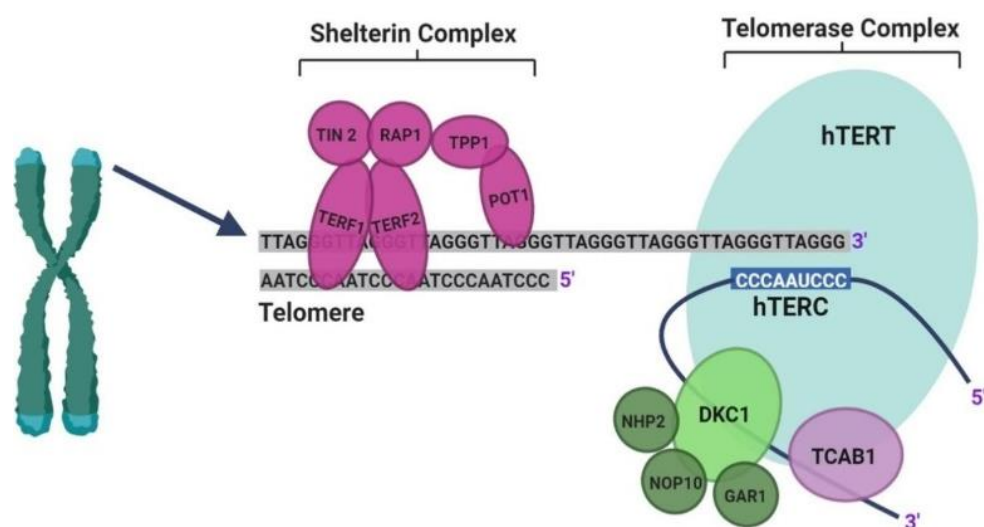 Shelterin Complex
Telomerase Complex
TIN 2
RAP1
TPP1
hTERT
TERF1
TERF2
POT1
TTAGGGTTAGGGTTAGGGTTAGGGTTAGGGTTAGGGTTAGGGTTAGGG 3'
AATCCCAATCCCAATCCCAATCCC 5'
CCCAAUCCC
Telomere
hTERC
5'
DKC1
NHP2
TCAB1
NOP10
GAR1
3'